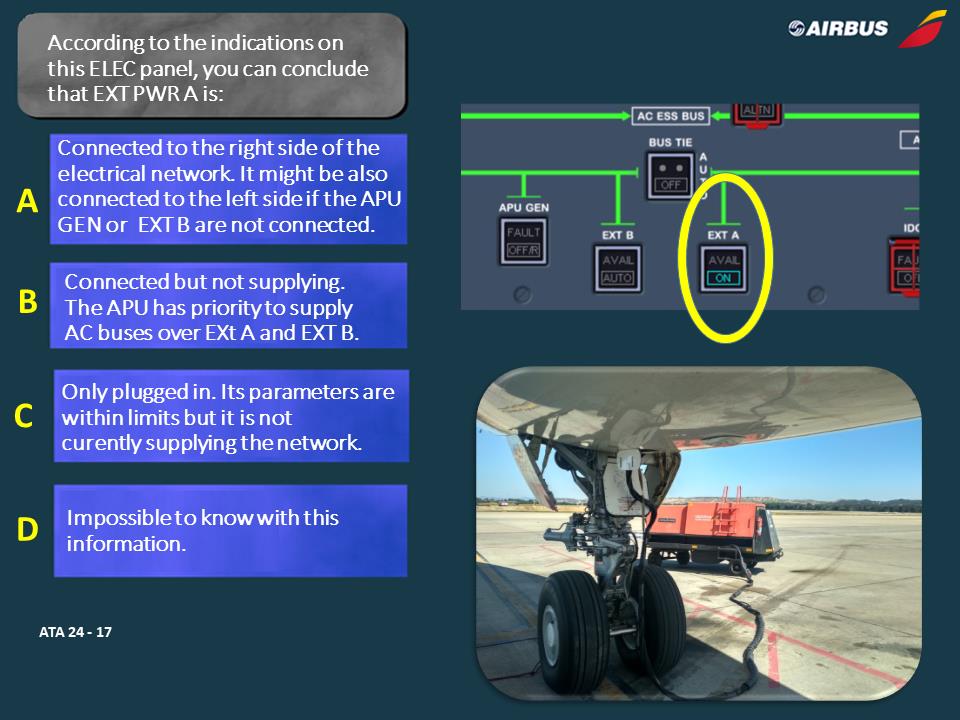 According to the indications on
this ELEC panel, you can conclude
that EXT PWR A is:
AIRBUS
A
Connected to the right side of the
electrical network. It might be also
connected to the left side if the APU
GEN or EXT B are not connected.
B
Connected but not supplying.
The APU has priority to supply
AC buses over EXt A and EXT B.
C
Only plugged in. Its parameters are
within limits but it is not
curently supplying the network.
D
Impossible to know with this
information.
ATA 24 - 17
AC ESS BUS
ALTN
BUS TIE
OFF
AUTO
A
APU GEN
FAULT
OFF/R
EXT B
AVAIL
AUTO
EXT A
AVAIL
ON
IDG
FAU
OF